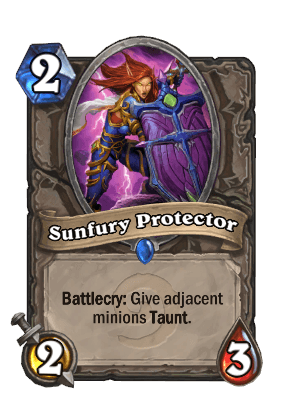 2
Sunfury Protector
Battlecry: Give adjacent
minions Taunt.
2
3